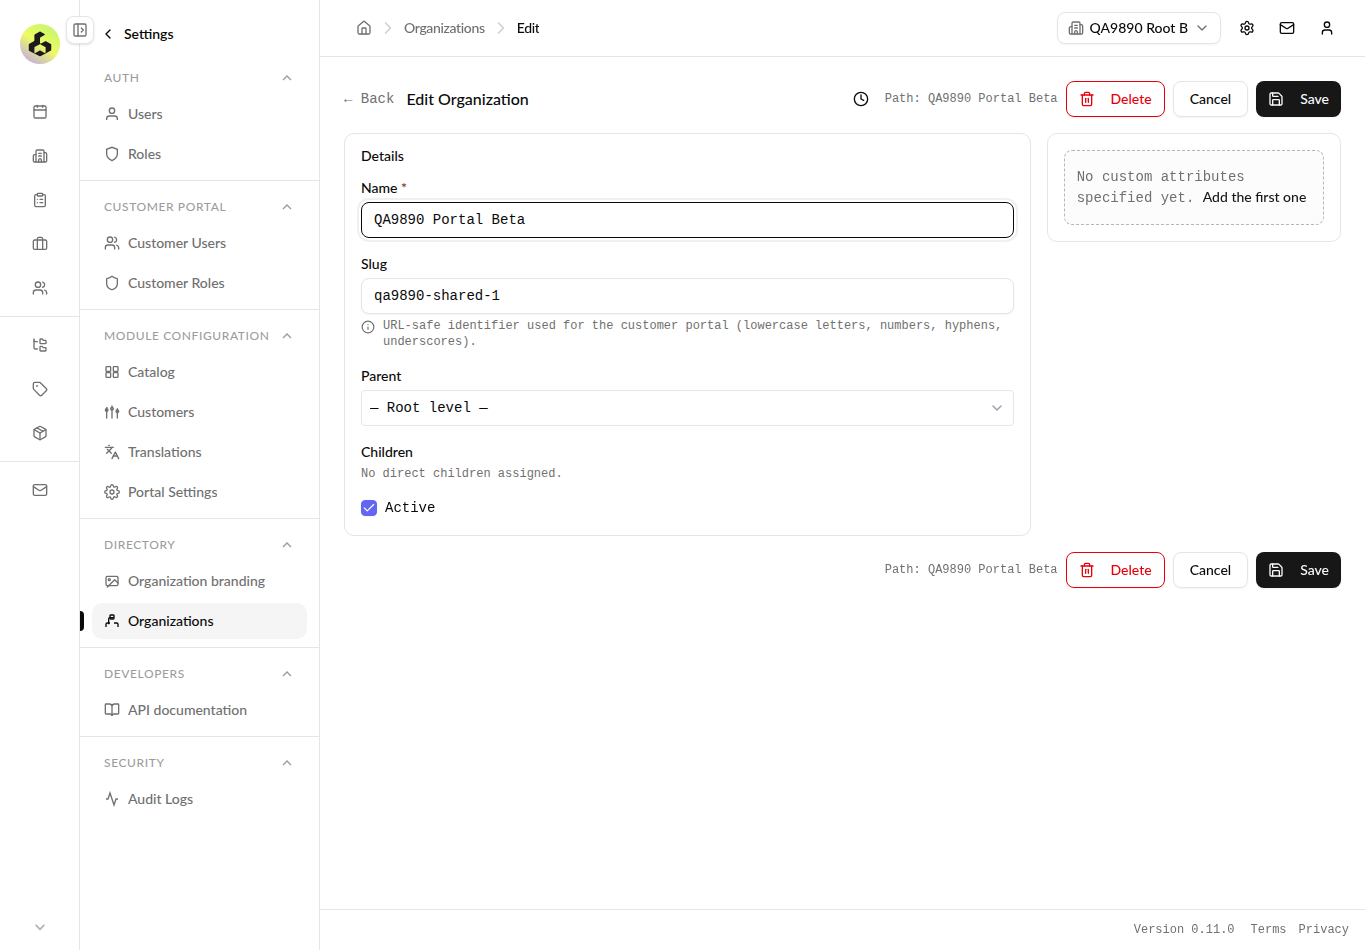 Settings
AUTH
Users
Roles
CUSTOMER PORTAL
Customer Users
Customer Roles
MODULE CONFIGURATION
Catalog
Customers
Translations
Portal Settings
DIRECTORY
Organization branding
Organizations
DEVELOPERS
API documentation
SECURITY
Audit Logs
Organizations
Edit
QA9890 Root B
← Back
Edit Organization
Path: QA9890 Portal Beta
Delete
Cancel
Save
Details
Name *
QA9890 Portal Beta
Slug
qa9890-shared-1
URL-safe identifier used for the customer portal (lowercase letters, numbers, hyphens,
underscores).
Parent
— Root level —
Children
No direct children assigned.
Active
No custom attributes
specified yet. Add the first one
Path: QA9890 Portal Beta
Delete
Cancel
Save
Version 0.11.0
Terms
Privacy